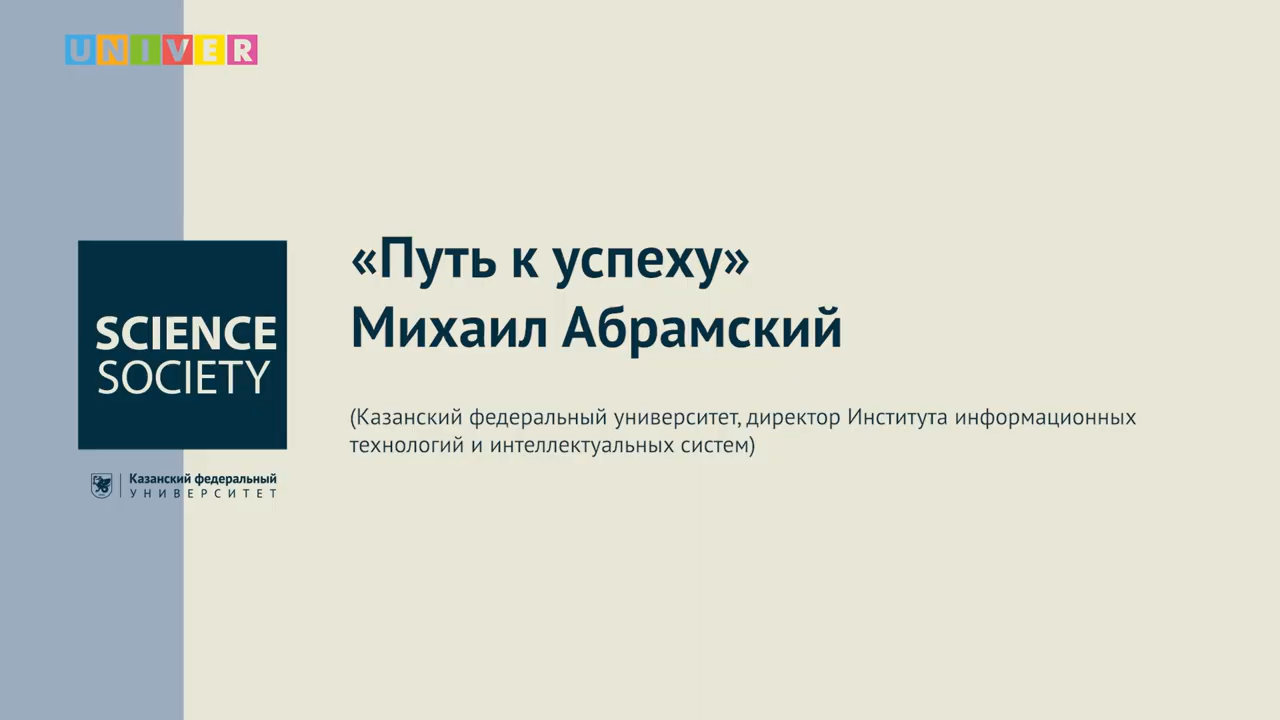 UNIVER
«Путь к успеху»
Михаил Абрамский
SCIENCE
SOCIETY
(Казанский федеральный университет, директор Института информационных
технологий и интеллектуальных систем)
Казанский федеральный
УНИВЕРСИТЕТ